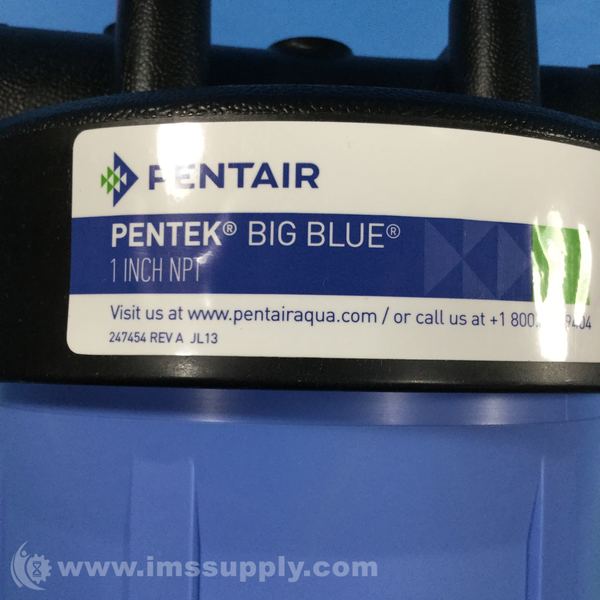 PENTAIR
PENTEK® BIG BLUE®
1 INCH NPT
Visit us at www.pentairaqua.com / or call us at +1 800
247454 REV A JL13
www.imssupply.com